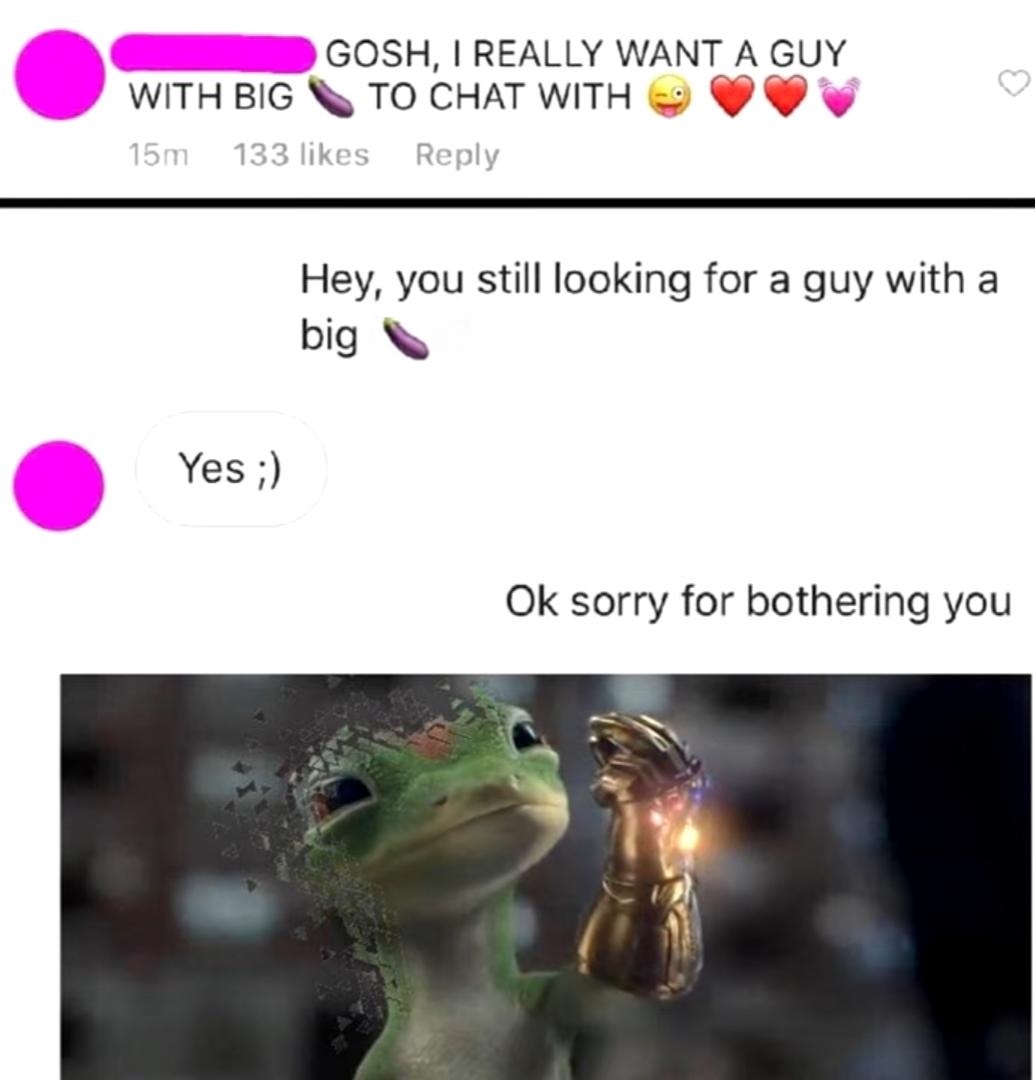 GOSH, I REALLY WANT A GUY
WITH BIG 🍆 TO CHAT WITH 😜 ❤️ ❤️ 💓
15m 133 likes Reply
Hey, you still looking for a guy with a
big 🍆
Yes ;)
Ok sorry for bothering you